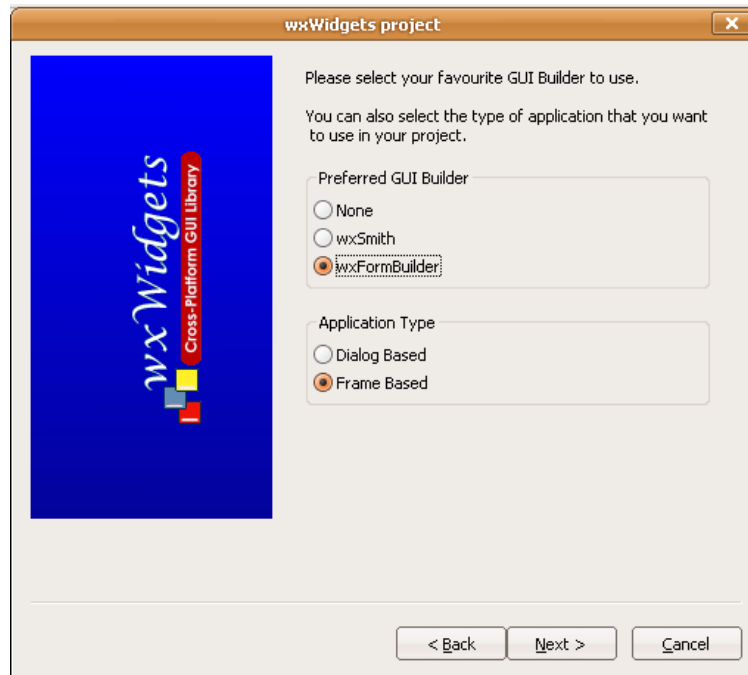 wxWidgets project
wxWidgets
Cross-Platform GUI Library
Please select your favourite GUI Builder to use.
You can also select the type of application that you want
to use in your project.
Preferred GUI Builder
None
wxSmith
wxFormBuilder
Application Type
Dialog Based
Frame Based
< Back
Next >
Cancel